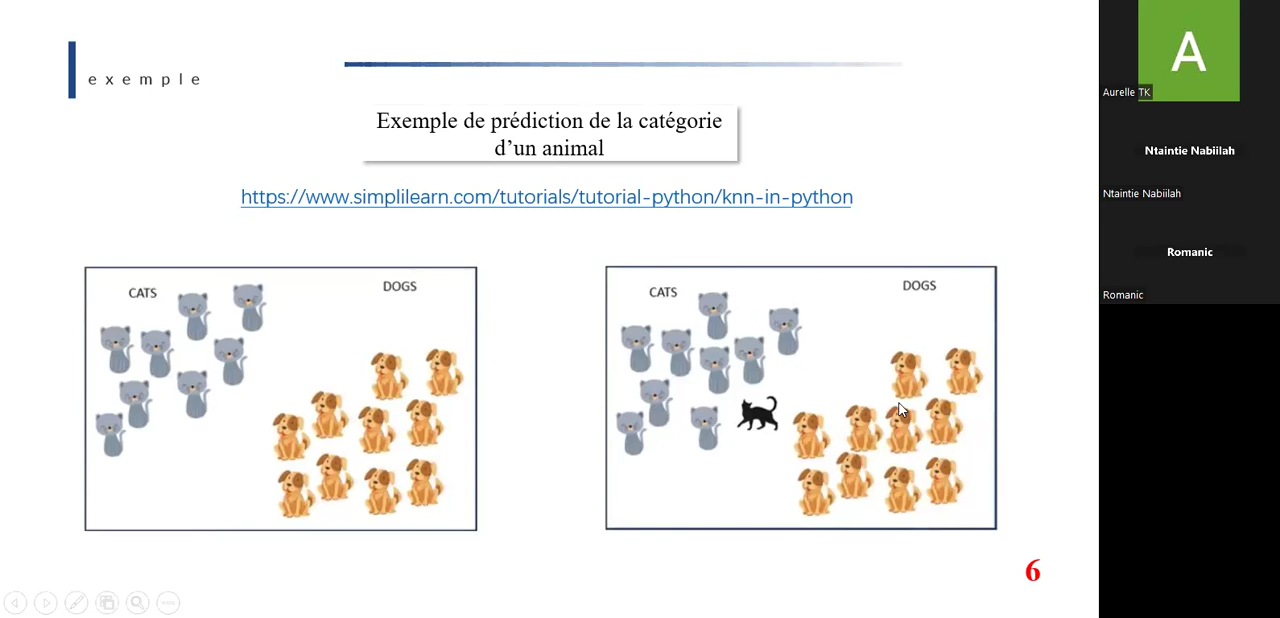 exemple
Exemple de prédiction de la catégorie
d’un animal
https://www.simplilearn.com/tutorials/tutorial-python/knn-in-python
CATS
DOGS
CATS
DOGS
6
A
Aurelle TK
Ntaintie Nabiilah
Ntaintie Nabiilah
Romanic
Romanic